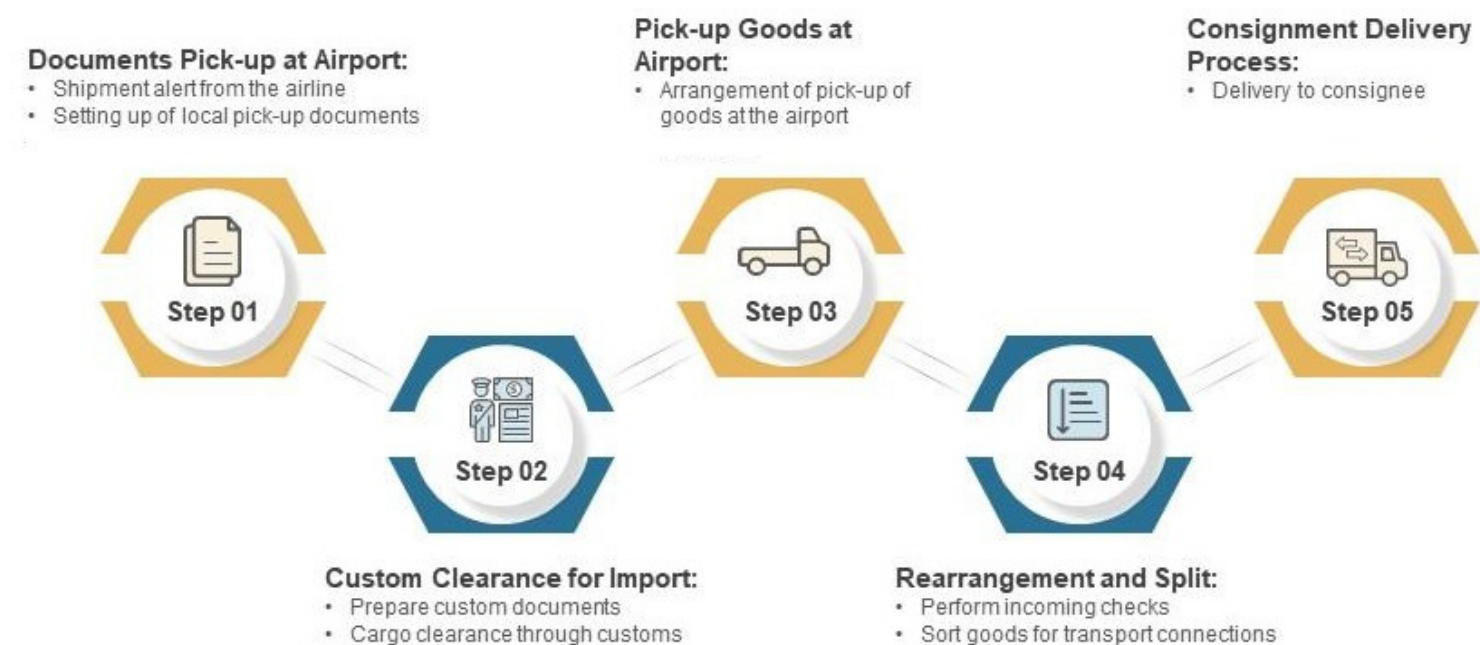 Documents Pick-up at Airport:
• Shipment alert from the airline
• Setting up of local pick-up documents
Step 01
Custom Clearance for Import:
• Prepare custom documents
• Cargo clearance through customs
Step 02
Pick-up Goods at
Airport:
• Arrangement of pick-up of
goods at the airport
Step 03
Rearrangement and Split:
• Perform incoming checks
• Sort goods for transport connections
Step 04
Consignment Delivery
Process:
• Delivery to consignee
Step 05